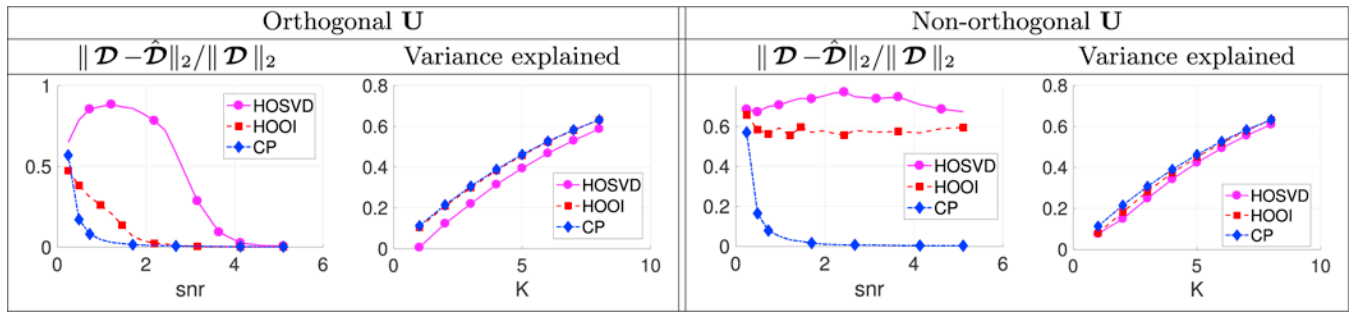 Orthogonal U Non-orthogonal U
‖ 𝓓 − 𝓓̂ ‖₂/‖ 𝓓 ‖₂ Variance explained ‖ 𝓓 − 𝓓̂ ‖₂/‖ 𝓓 ‖₂ Variance explained
1
0.5
0
0 2 4 6
snr
HOSVD
HOOI
CP
0.8
0.6
0.4
0.2
0
0 5 10
K
HOSVD
HOOI
CP
0.6
0.4
0.2
0
0 2 4 6
snr
HOSVD
HOOI
CP
0.8
0.6
0.4
0.2
0
0 5 10
K
HOSVD
HOOI
CP